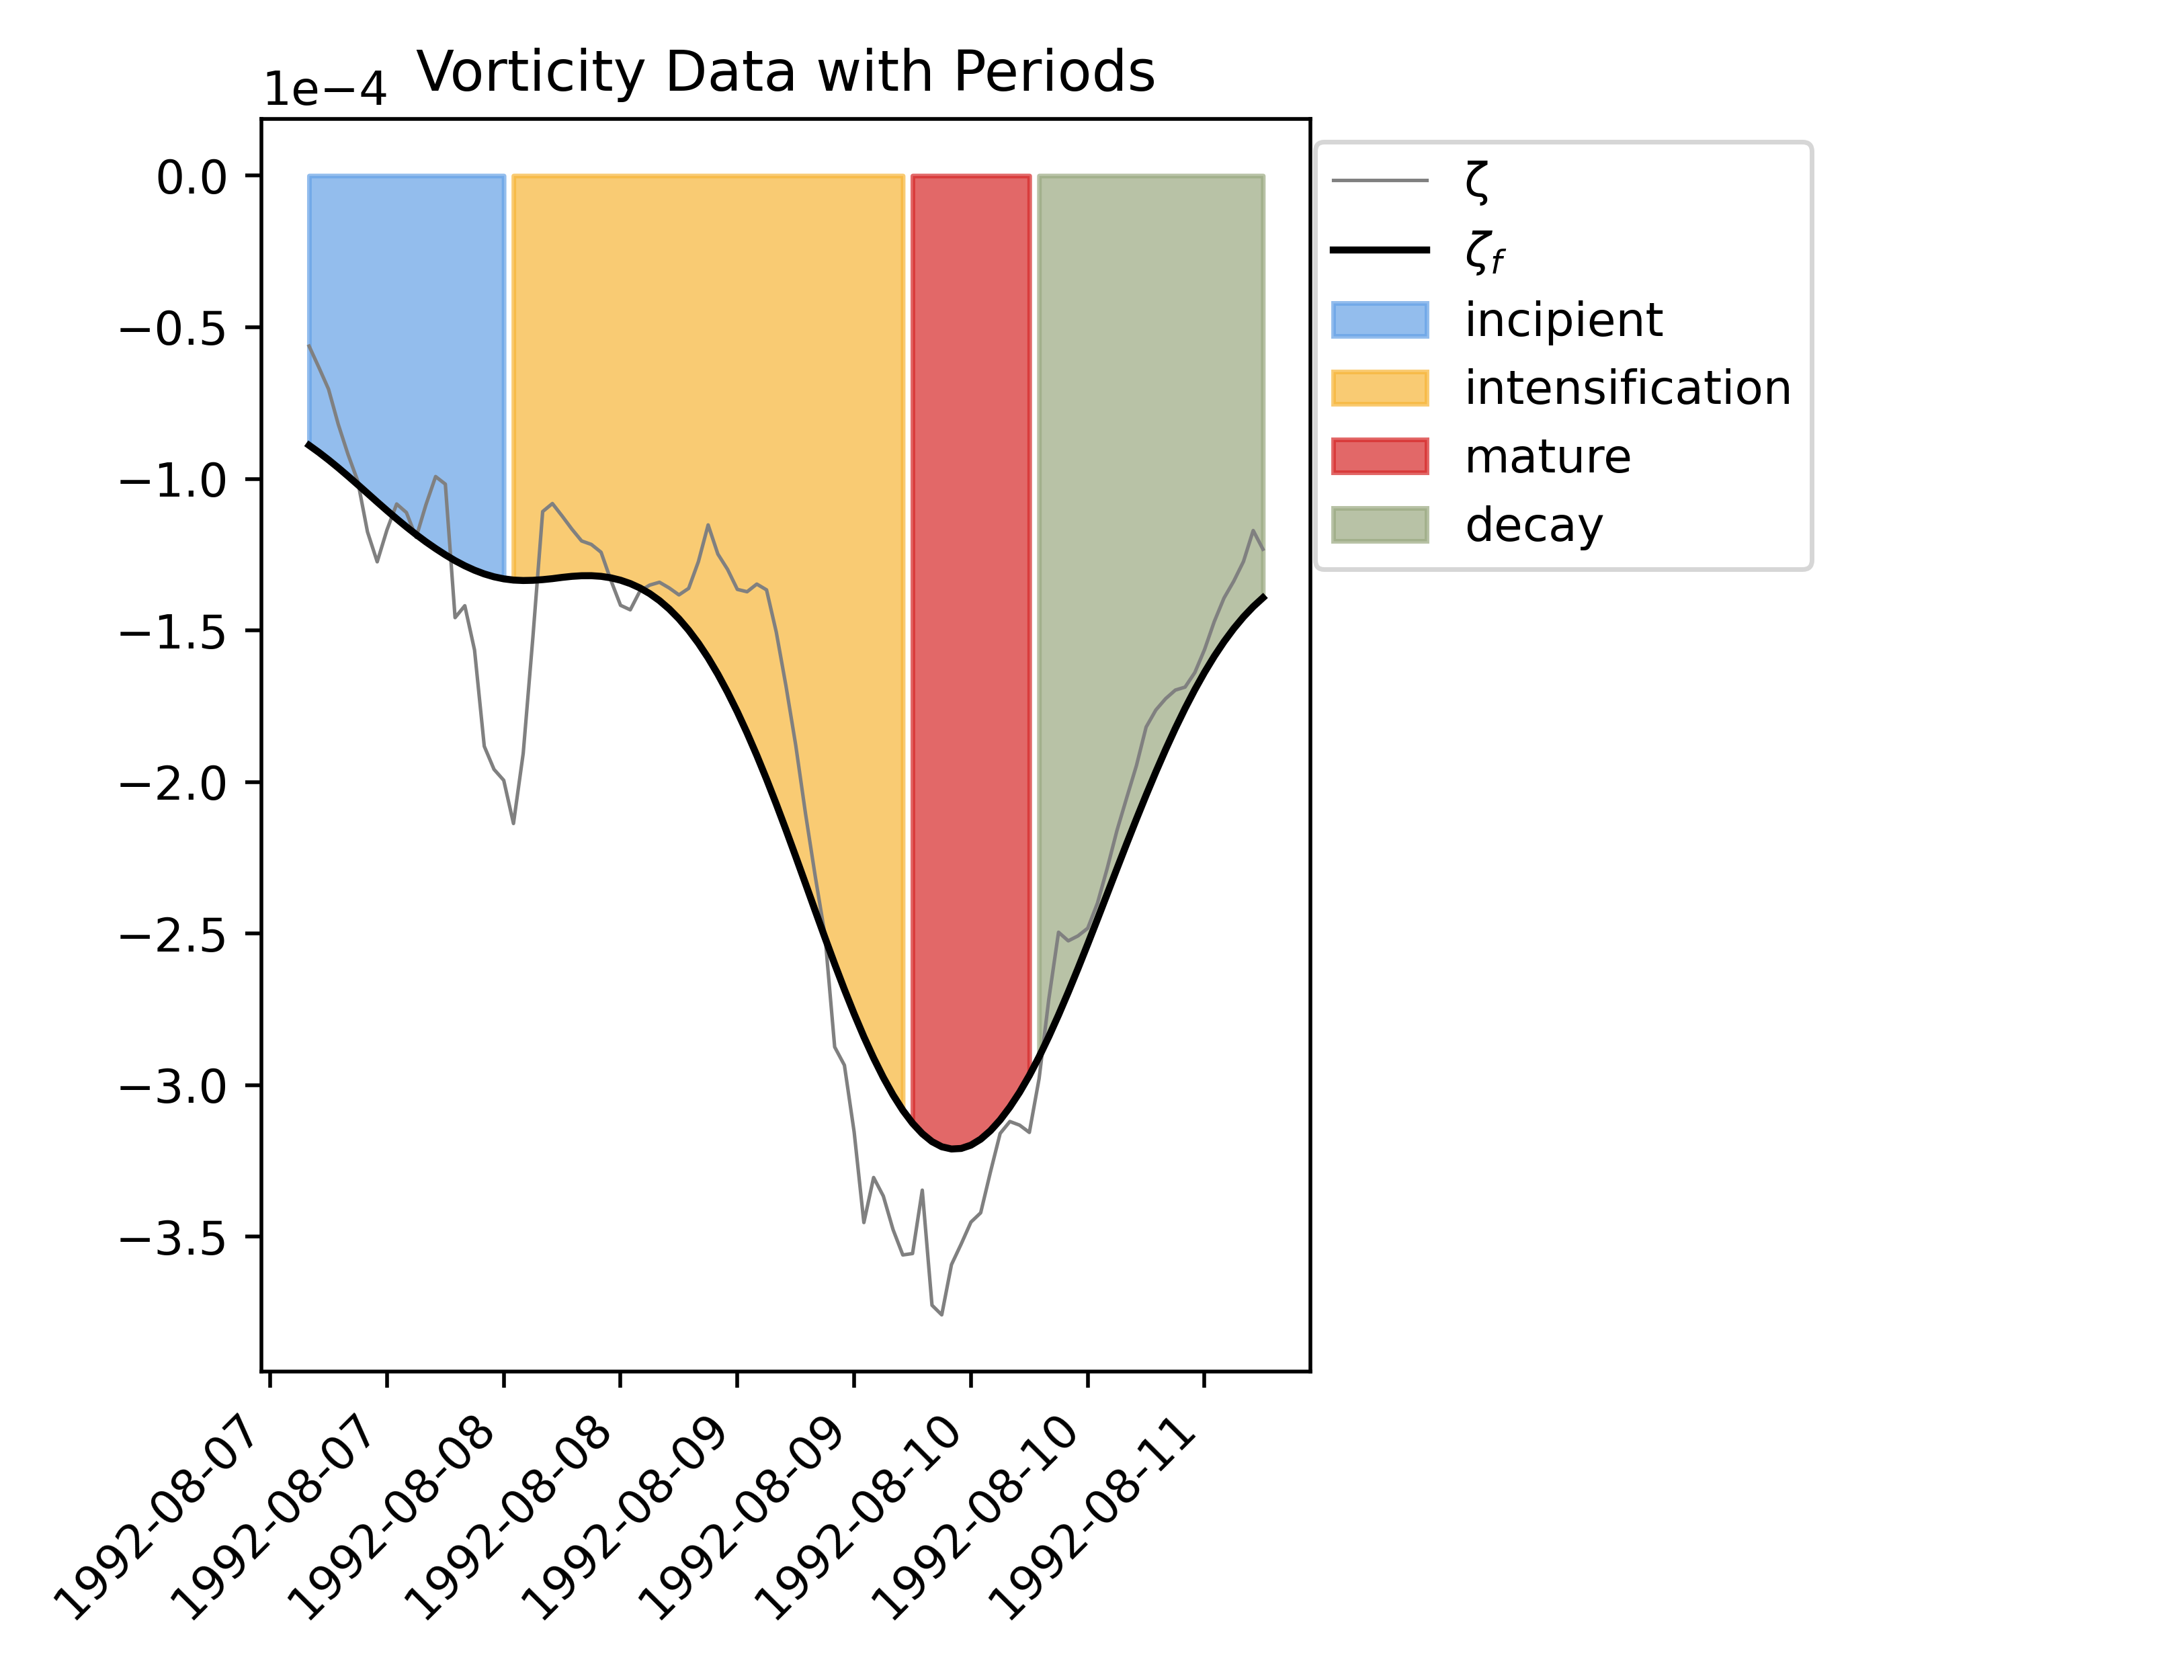 Vorticity Data with Periods
1e−4
0.0
−0.5
−1.0
−1.5
−2.0
−2.5
−3.0
−3.5
1992-08-07
1992-08-07
1992-08-08
1992-08-08
1992-08-09
1992-08-09
1992-08-10
1992-08-10
1992-08-11
ζ
ζf
incipient
intensification
mature
decay